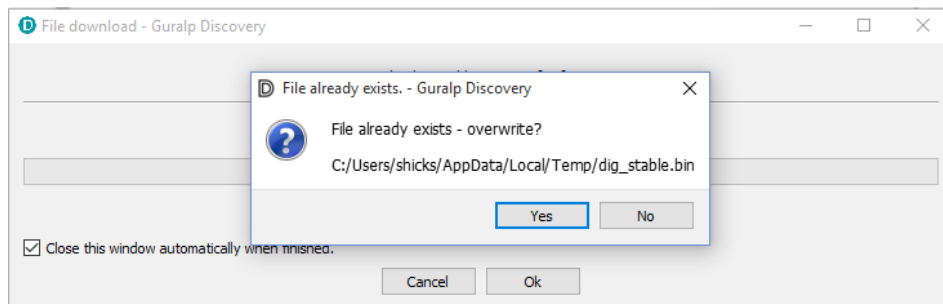 File download - Guralp Discovery
File already exists. - Guralp Discovery
File already exists - overwrite?
C:/Users/shicks/AppData/Local/Temp/dig_stable.bin
Yes
No
Close this window automatically when finished.
Cancel
Ok